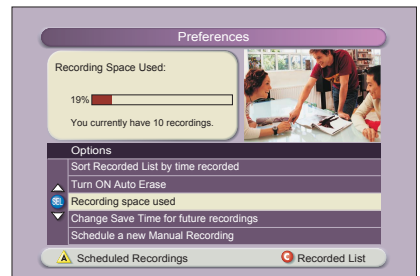 Preferences
Recording Space Used:
19%
You currently have 10 recordings.
Options
Sort Recorded List by time recorded
Turn ON Auto Erase
SEL
Recording space used
Change Save Time for future recordings
Schedule a new Manual Recording
A Scheduled Recordings
C Recorded List